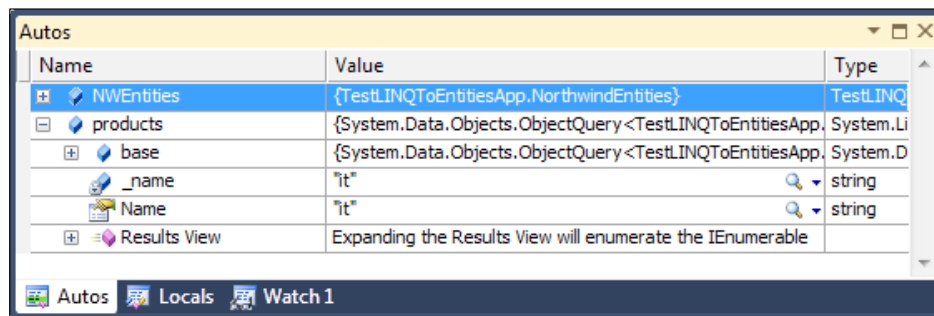 Autos
Name Value Type
NWEntities {TestLINQToEntitiesApp.NorthwindEntities} TestLINQ
products {System.Data.Objects.ObjectQuery<TestLINQToEntitiesApp. System.Li
base {System.Data.Objects.ObjectQuery<TestLINQToEntitiesApp. System.D
_name "it" string
Name "it" string
Results View Expanding the Results View will enumerate the IEnumerable
Autos Locals Watch 1